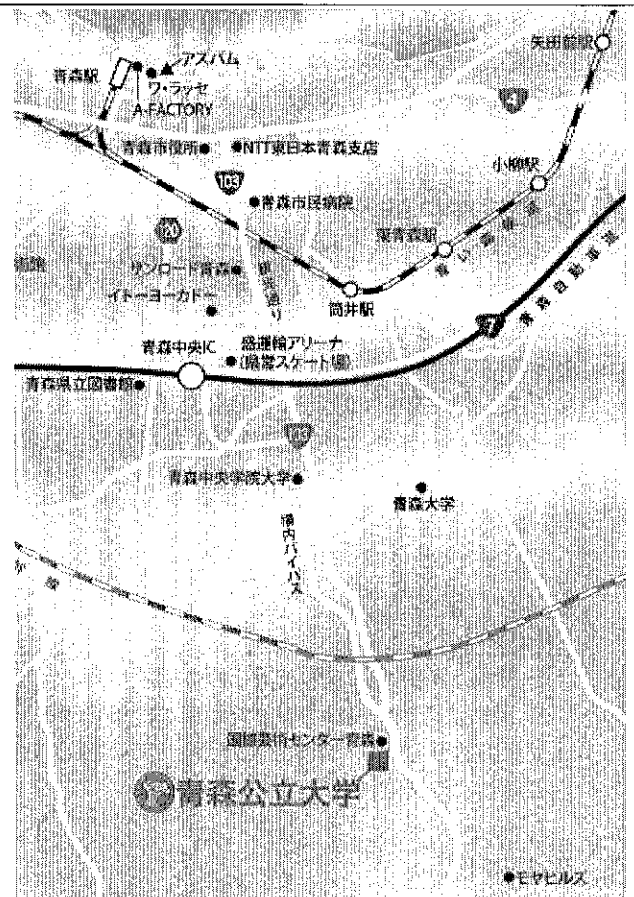 矢田前駅
アスパム
青森駅
ワ・ラッセ
A-FACTORY
4
青森市役所
NTT東日本青森支店
小柳駅
103
青森市民病院
東青森駅
120
術館
サンロード青森
観光通り
イトーヨーカドー
筒井駅
青い森鉄道
青森自動車道
7
青森中央IC
盛運輸アリーナ
青森県立図書館
103
青森中央学院大学
青森大学
横内バイパス
国際芸術センター青森
青森公立大学
モヤヒルズ